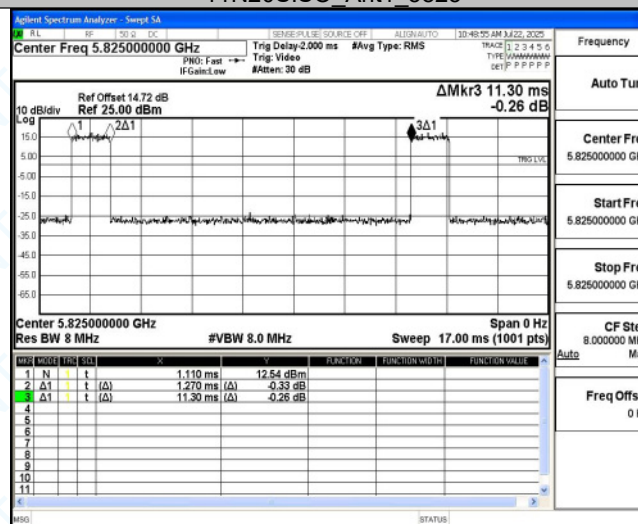 Agilent Spectrum Analyzer - Swept SA
RL RF 50 Ω DC SENSE:PULSE SOURCE OFF ALIGNAUTO 10:48:55 AM Jul 22, 2025
Center Freq 5.825000000 GHz
PNO: Fast
IFGain:Low
Trig Delay-2.000 ms
Trig: Video
#Atten: 30 dB
#Avg Type: RMS
TRACE 1 2 3 4 5 6
TYPE
DET P P P P P P
ΔMkr3 11.30 ms
-0.26 dB
10 dB/div
Log
Ref Offset 14.72 dB
Ref 25.00 dBm
1
2Δ1
3Δ1
TRIG LVL
15.0
5.00
-5.00
-15.0
-25.0
-35.0
-45.0
-55.0
-65.0
Center 5.825000000 GHz
Span 0 Hz
Res BW 8 MHz
#VBW 8.0 MHz
Sweep 17.00 ms (1001 pts)
MKR MODE TRC SCL X Y FUNCTION FUNCTION WIDTH FUNCTION VALUE
1 N 1 t 1.110 ms 12.54 dBm
2 Δ1 1 t (Δ) 1.270 ms (Δ) -0.33 dB
3 Δ1 1 t (Δ) 11.30 ms (Δ) -0.26 dB
4
5
6
7
8
9
10
11
MSG
STATUS
Frequency
Auto Tu
Center Fre
5.825000000 G
Start Fre
5.825000000 G
Stop Fre
5.825000000 G
CF Ste
8.000000 M
Auto M
Freq Offs
0